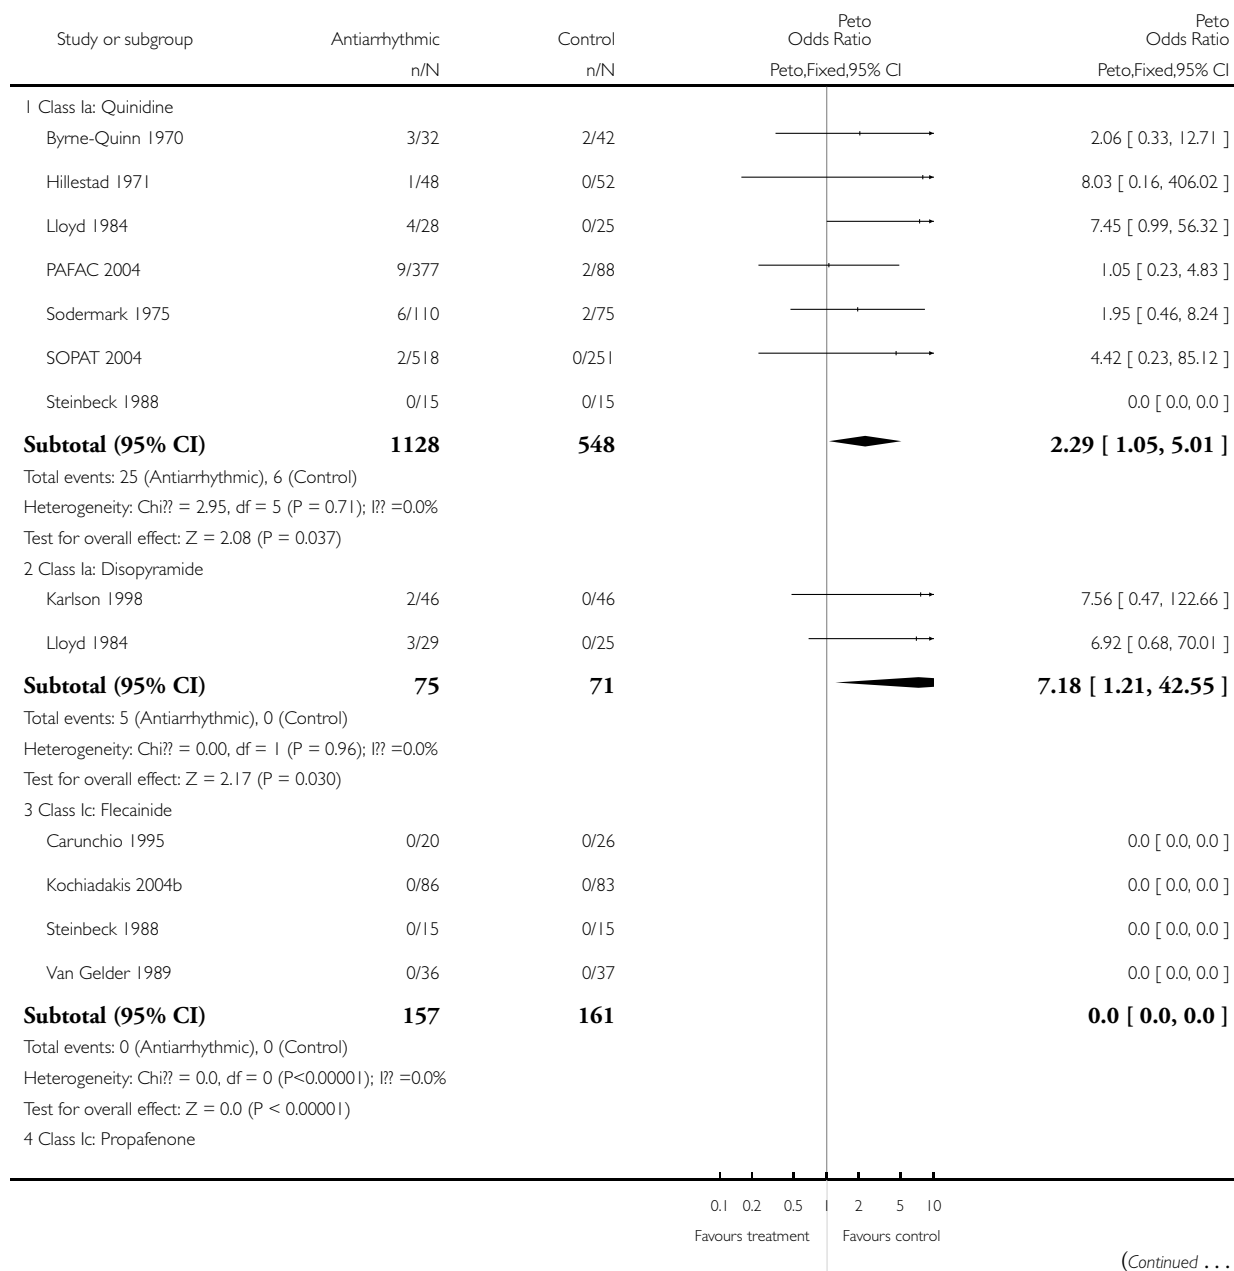 Study or subgroup Antiarrhythmic Control Peto Odds Ratio Peto Odds Ratio
n/N n/N Peto,Fixed,95% CI Peto,Fixed,95% CI
1 Class Ia: Quinidine
Byrne-Quinn 1970 3/32 2/42 2.06 [ 0.33, 12.71 ]
Hillestad 1971 1/48 0/52 8.03 [ 0.16, 406.02 ]
Lloyd 1984 4/28 0/25 7.45 [ 0.99, 56.32 ]
PAFAC 2004 9/377 2/88 1.05 [ 0.23, 4.83 ]
Sodermark 1975 6/110 2/75 1.95 [ 0.46, 8.24 ]
SOPAT 2004 2/518 0/251 4.42 [ 0.23, 85.12 ]
Steinbeck 1988 0/15 0/15 0.0 [ 0.0, 0.0 ]
Subtotal (95% CI) 1128 548 2.29 [ 1.05, 5.01 ]
Total events: 25 (Antiarrhythmic), 6 (Control)
Heterogeneity: Chi?? = 2.95, df = 5 (P = 0.71); I?? =0.0%
Test for overall effect: Z = 2.08 (P = 0.037)
2 Class Ia: Disopyramide
Karlson 1998 2/46 0/46 7.56 [ 0.47, 122.66 ]
Lloyd 1984 3/29 0/25 6.92 [ 0.68, 70.01 ]
Subtotal (95% CI) 75 71 7.18 [ 1.21, 42.55 ]
Total events: 5 (Antiarrhythmic), 0 (Control)
Heterogeneity: Chi?? = 0.00, df = 1 (P = 0.96); I?? =0.0%
Test for overall effect: Z = 2.17 (P = 0.030)
3 Class Ic: Flecainide
Carunchio 1995 0/20 0/26 0.0 [ 0.0, 0.0 ]
Kochiadakis 2004b 0/86 0/83 0.0 [ 0.0, 0.0 ]
Steinbeck 1988 0/15 0/15 0.0 [ 0.0, 0.0 ]
Van Gelder 1989 0/36 0/37 0.0 [ 0.0, 0.0 ]
Subtotal (95% CI) 157 161 0.0 [ 0.0, 0.0 ]
Total events: 0 (Antiarrhythmic), 0 (Control)
Heterogeneity: Chi?? = 0.0, df = 0 (P<0.00001); I?? =0.0%
Test for overall effect: Z = 0.0 (P < 0.00001)
4 Class Ic: Propafenone
0.1 0.2 0.5 1 2 5 10
Favours treatment Favours control
(Continued . . .